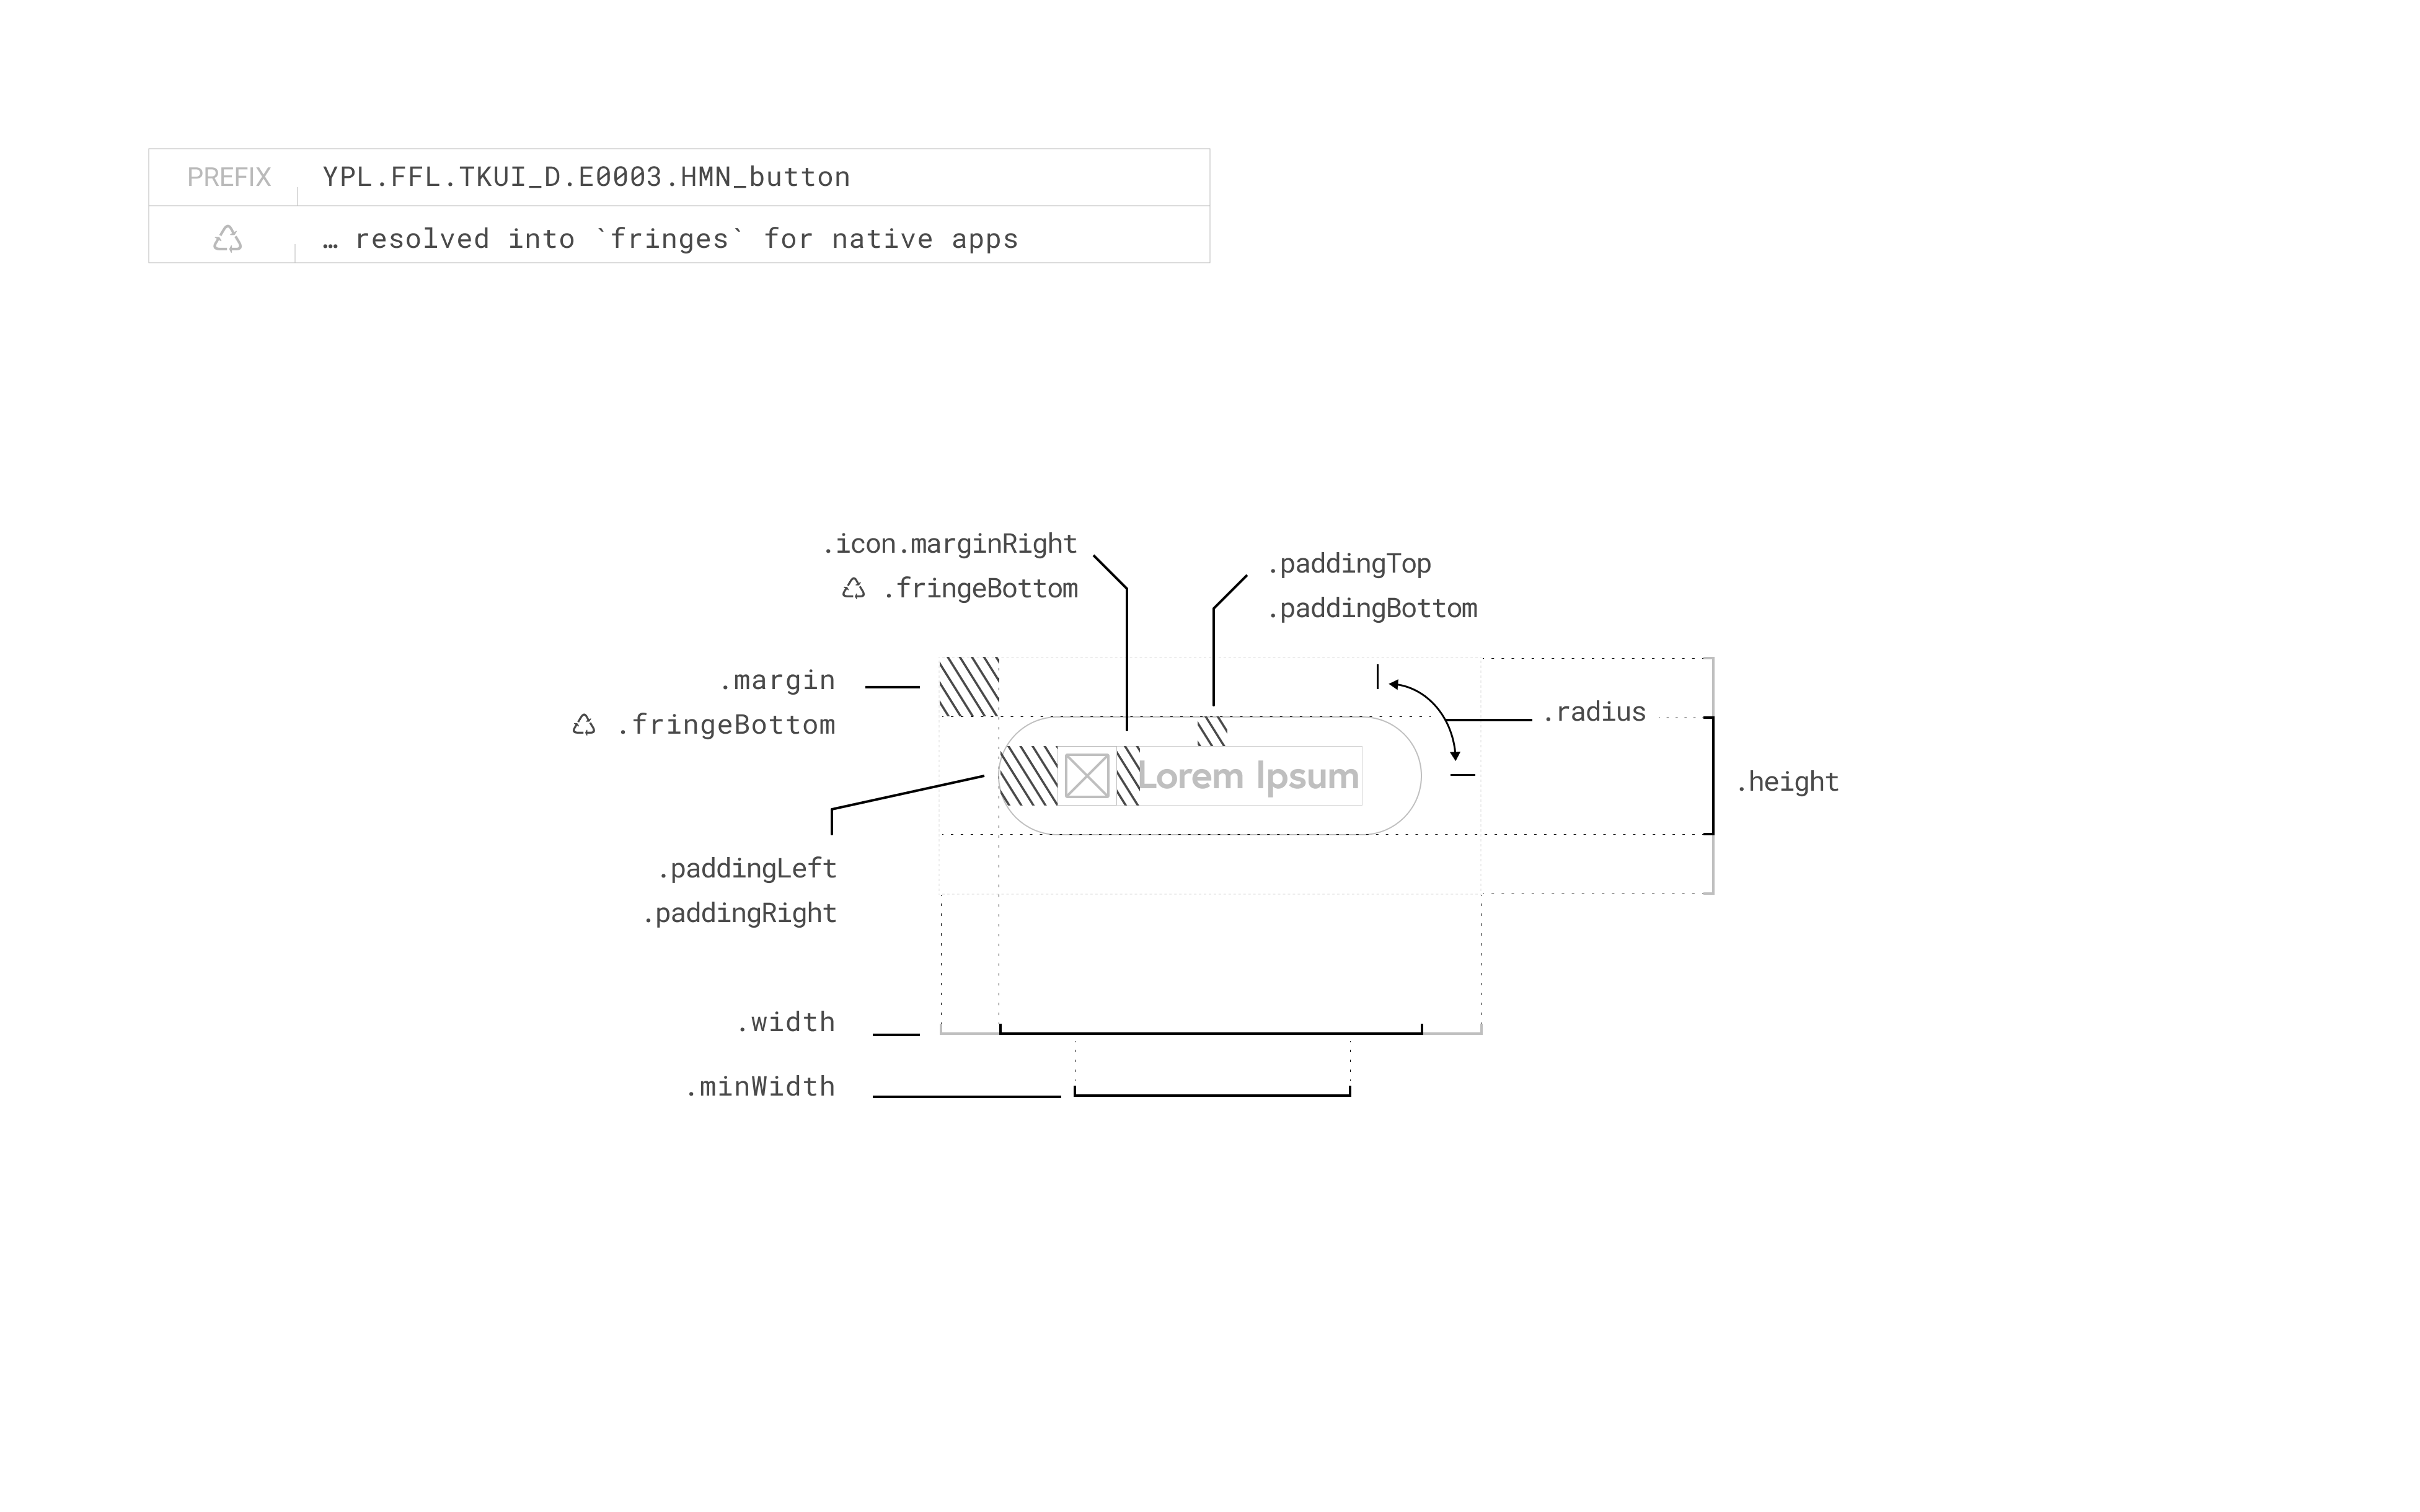 PREFIX YPL.FFL.TKUI_D.E0003.HMN_button
… resolved into `fringes` for native apps
.icon.marginRight
.fringeBottom
.paddingTop
.paddingBottom
.margin
.fringeBottom
.radius
Lorem Ipsum
.height
.paddingLeft
.paddingRight
.width
.minWidth